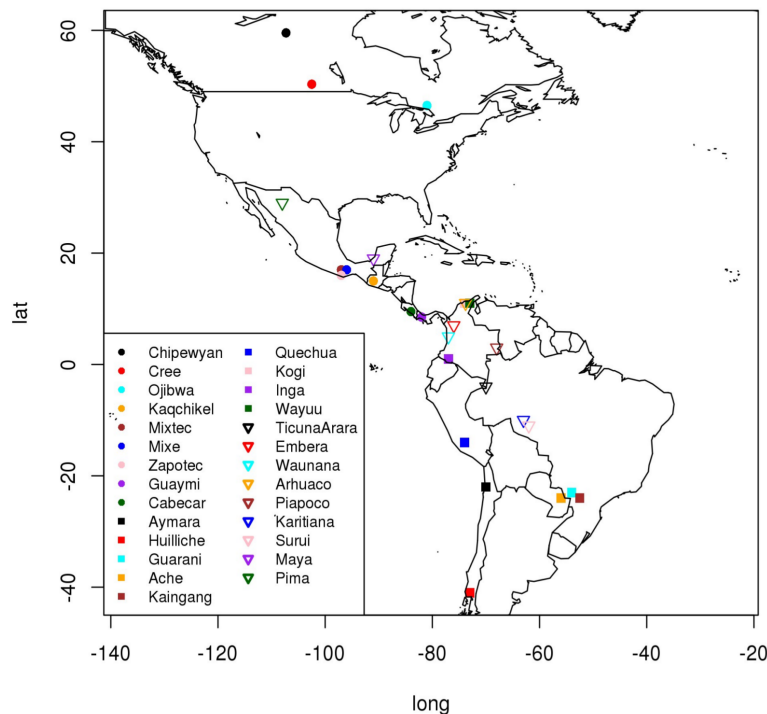 60
40
20
0
-20
-40
lat
Chipewyan Quechua
Cree Kogi
Ojibwa Inga
Kaqchikel Wayuu
Mixtec TicunaArara
Mixe Embera
Zapotec Waunana
Guaymi Arhuaco
Cabecar Piapoco
Aymara Karitiana
Huilliche Surui
Guarani Maya
Ache Pima
Kaingang
-140 -120 -100 -80 -60 -40 -20
long